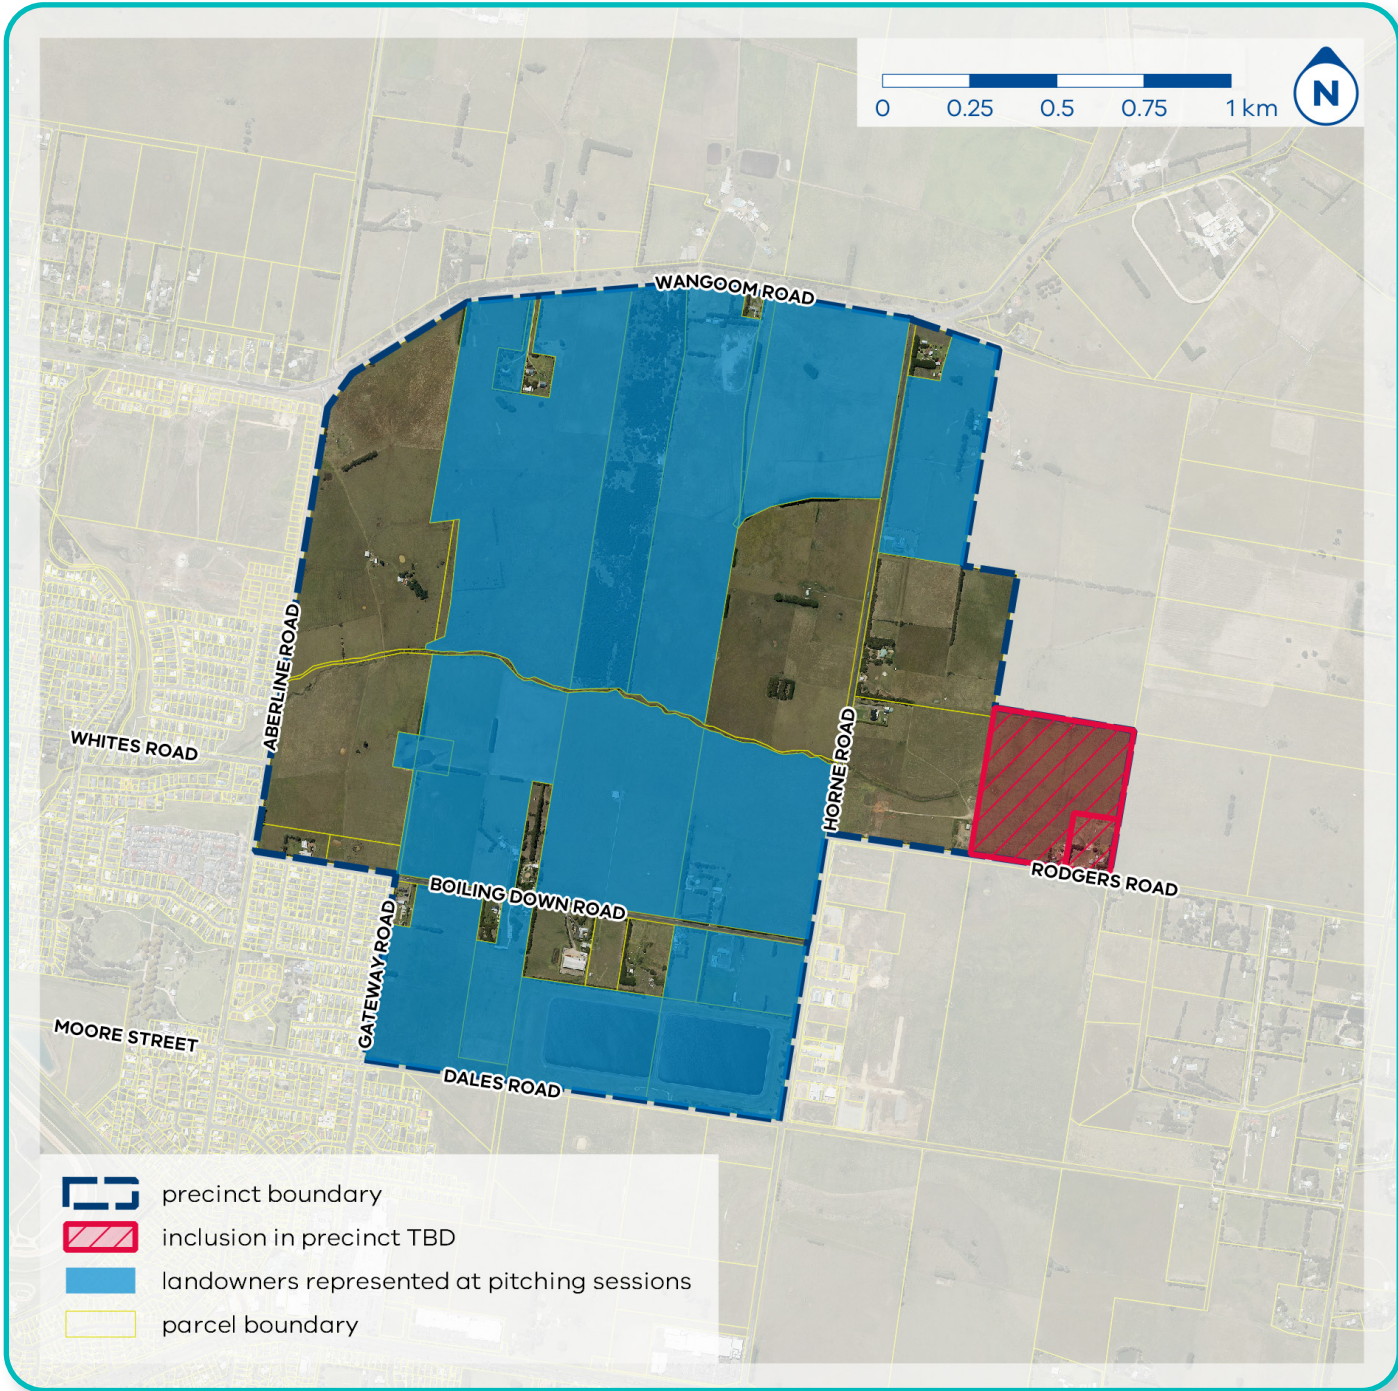 N
0 0.25 0.5 0.75 1 km
WANGOOM ROAD
ABERLINE ROAD
WHITES ROAD
HORNE ROAD
RODGERS ROAD
BOILING DOWN ROAD
GATEWAY ROAD
MOORE STREET
DALES ROAD
precinct boundary
inclusion in precinct TBD
landowners represented at pitching sessions
parcel boundary